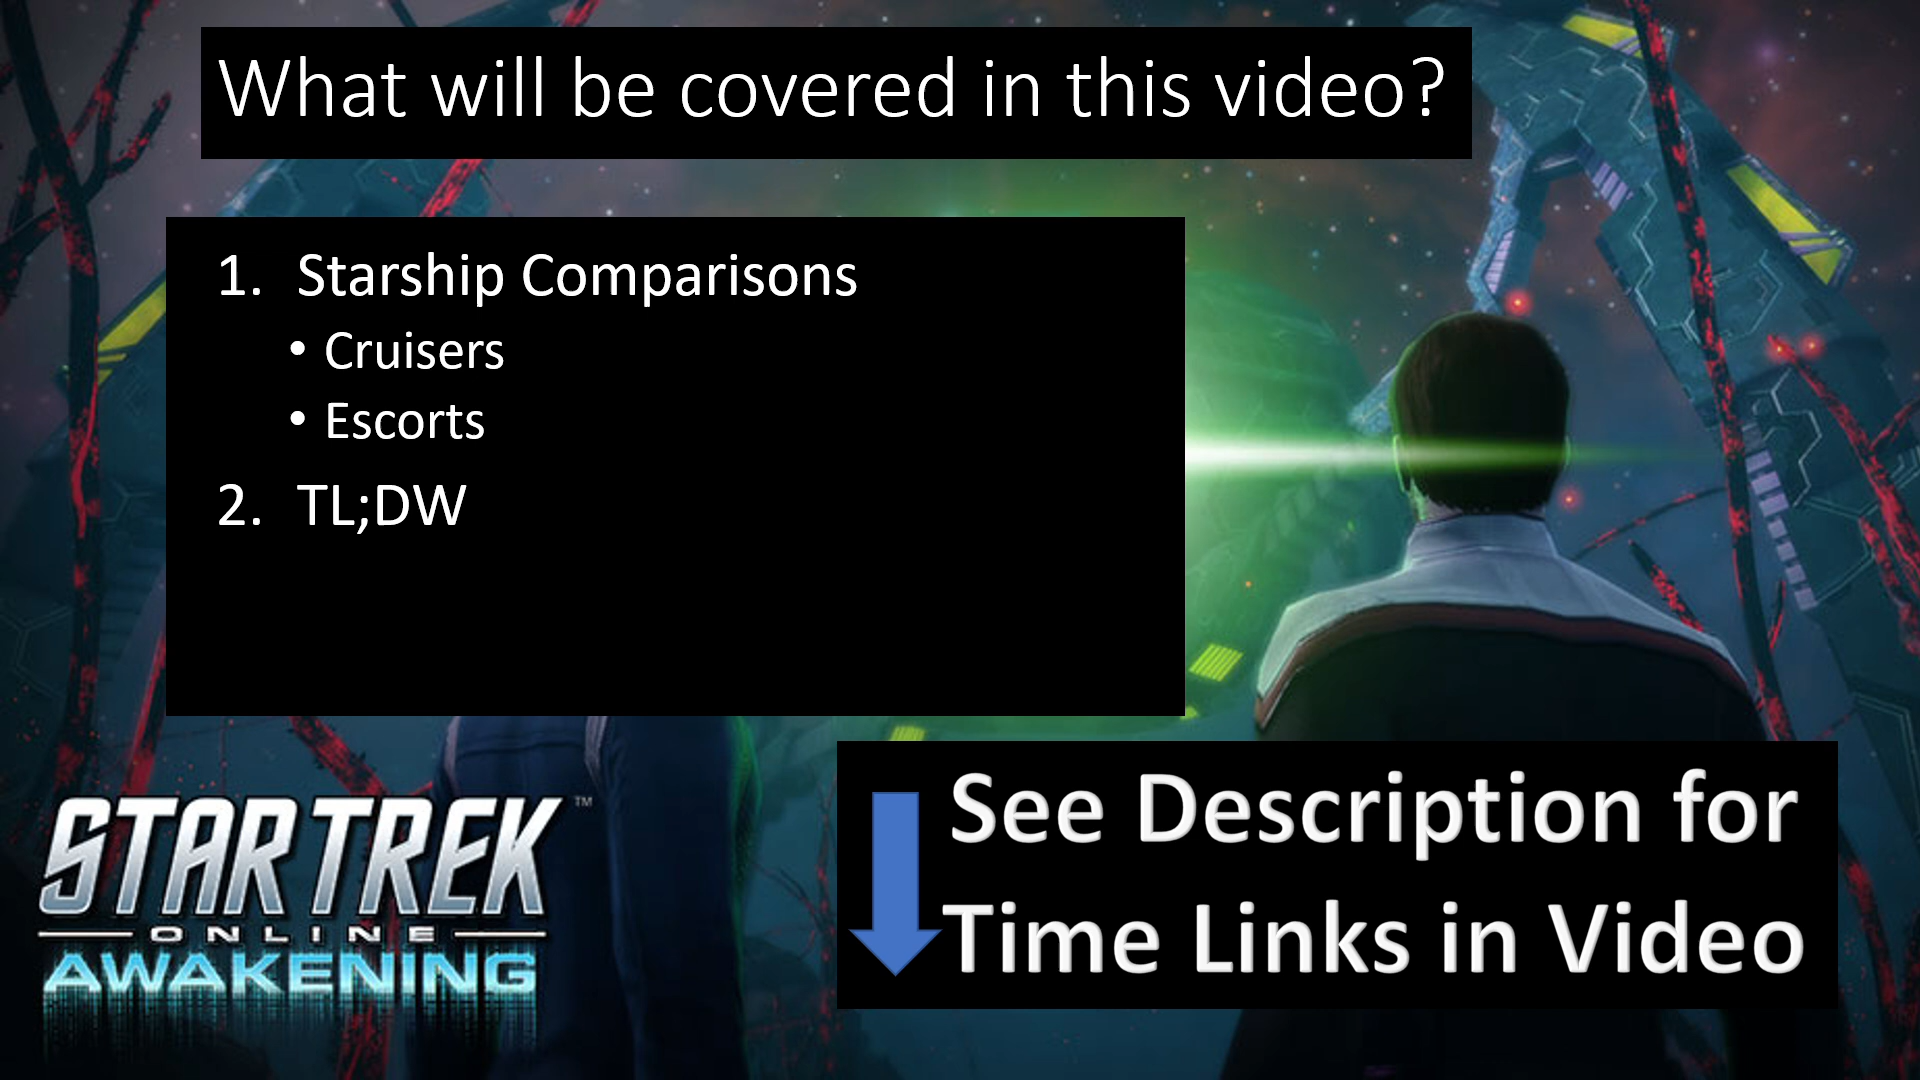 What will be covered in this video?
1. Starship Comparisons
• Cruisers
• Escorts
2. TL;DW
See Description for
Time Links in Video
STAR TREK™
ONLINE
AWAKENING